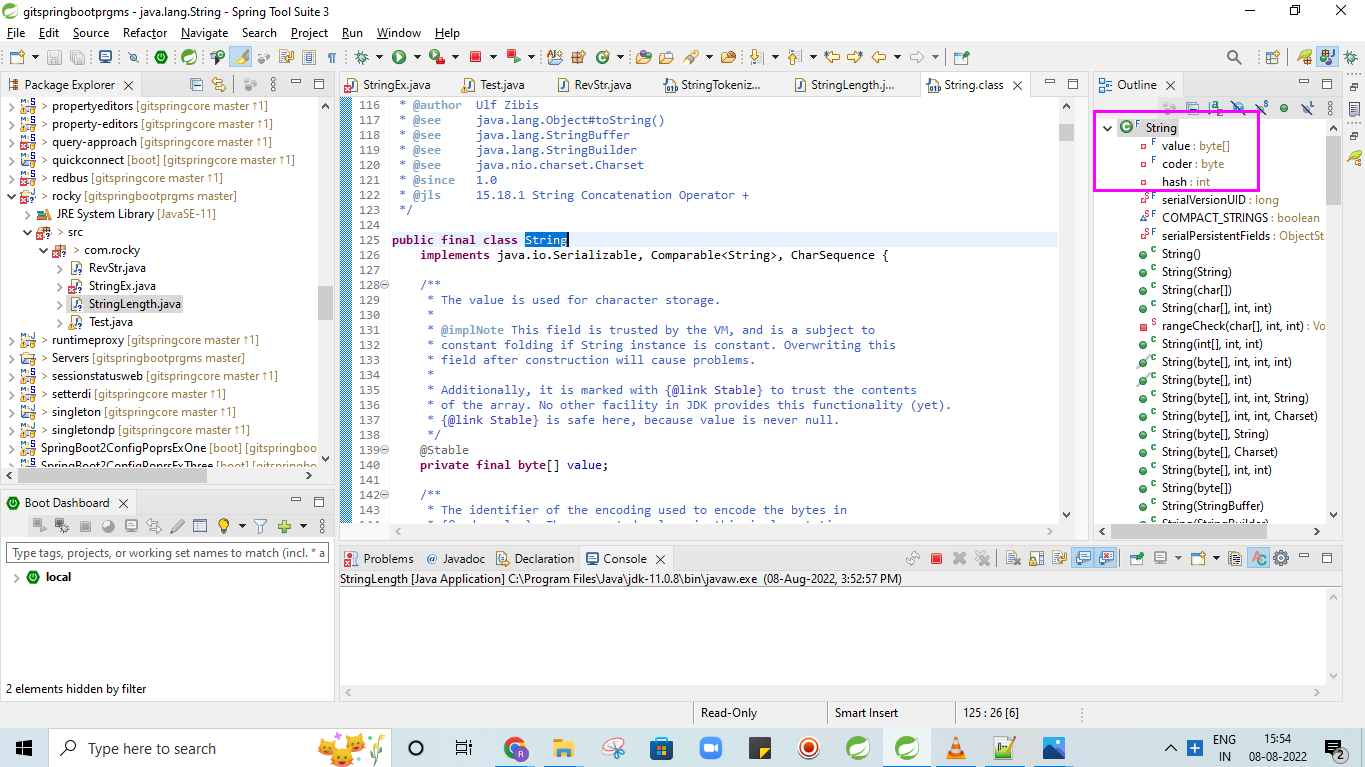 gitspringbootprgms - java.lang.String - Spring Tool Suite 3
File Edit Source Refactor Navigate Search Project Run Window Help
Package Explorer
> propertyeditors [gitspringcore master ↑1]
> property-editors [gitspringcore master ↑1]
> query-approach [gitspringcore master ↑1]
> quickconnect [boot] [gitspringcore master ↑1]
> redbus [gitspringcore master ↑1]
> rocky [gitspringbootprgms master]
JRE System Library [JavaSE-11]
> src
> com.rocky
> RevStr.java
> StringEx.java
> StringLength.java
> Test.java
> runtimeproxy [gitspringcore master ↑1]
> Servers [gitspringbootprgms master]
> sessionstatusweb [gitspringcore master ↑1]
> setterdi [gitspringcore master ↑1]
> singleton [gitspringcore master ↑1]
> singletondp [gitspringcore master ↑1]
SpringBoot2ConfigPoprsExOne [boot] [gitspringboo
SpringBoot2ConfigPoprsExThree [boot] [gitspringbo
Boot Dashboard
Type tags, projects, or working set names to match (incl. * a
local
2 elements hidden by filter
StringEx.java Test.java RevStr.java StringTokeniz... StringLength.j... String.class
116 * @author Ulf Zibis
117 * @see java.lang.Object#toString()
118 * @see java.lang.StringBuffer
119 * @see java.lang.StringBuilder
120 * @see java.nio.charset.Charset
121 * @since 1.0
122 * @jls 15.18.1 String Concatenation Operator +
123 */
124
125 public final class String
126 implements java.io.Serializable, Comparable<String>, CharSequence {
127
128 /**
129 * The value is used for character storage.
130 *
131 * @implNote This field is trusted by the VM, and is a subject to
132 * constant folding if String instance is constant. Overwriting this
133 * field after construction will cause problems.
134 *
135 * Additionally, it is marked with {@link Stable} to trust the contents
136 * of the array. No other facility in JDK provides this functionality (yet).
137 * {@link Stable} is safe here, because value is never null.
138 */
139 @Stable
140 private final byte[] value;
141
142 /**
143 * The identifier of the encoding used to encode the bytes in
Outline
String
value : byte[]
coder : byte
hash : int
serialVersionUID : long
COMPACT_STRINGS : boolean
serialPersistentFields : ObjectSt
String()
String(String)
String(char[])
String(char[], int, int)
rangeCheck(char[], int, int) : Vo
String(int[], int, int)
String(byte[], int, int, int)
String(byte[], int)
String(byte[], int, int, String)
String(byte[], int, int, Charset)
String(byte[], String)
String(byte[], Charset)
String(byte[], int, int)
String(byte[])
String(StringBuffer)
String(StringBuilder)
Problems Javadoc Declaration Console
StringLength [Java Application] C:\Program Files\Java\jdk-11.0.8\bin\javaw.exe (08-Aug-2022, 3:52:57 PM)
Read-Only Smart Insert 125 : 26 [6]
Type here to search
ENG
IN
15:54
08-08-2022
2